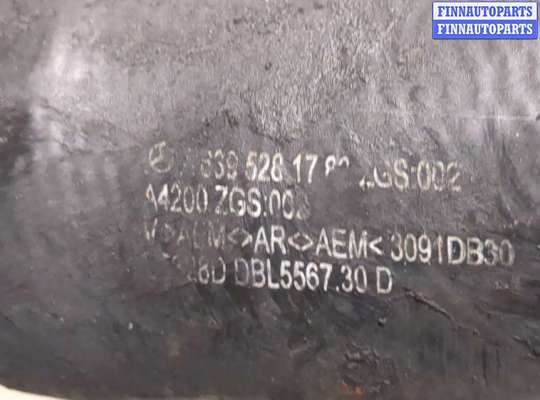 FINNAUTOPARTS
FINNAUTOPARTS
639 528 17 ZGS:002
A4200 ZGS:002
>AEM<>AR<>AEM< 3091DB30
DBL5567.30 D